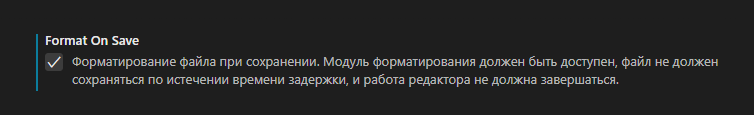 Format On Save
Форматирование файла при сохранении. Модуль форматирования должен быть доступен, файл не должен
сохраняться по истечении времени задержки, и работа редактора не должна завершаться.